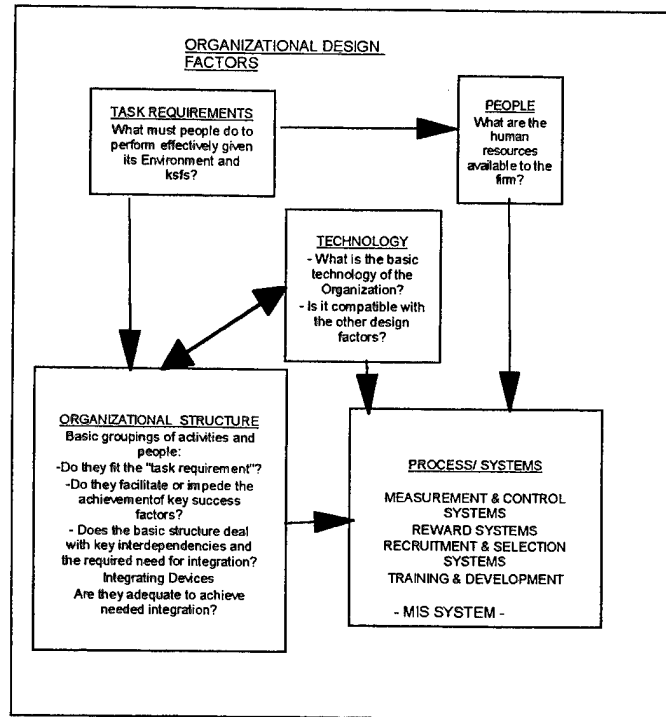 ORGANIZATIONAL DESIGN
FACTORS
TASK REQUIREMENTS
What must people do to
perform effectively given
its Environment and
ksfs?
PEOPLE
What are the
human
resources
available to the
firm?
TECHNOLOGY
- What is the basic
technology of the
Organization?
- Is it compatible with
the other design
factors?
ORGANIZATIONAL STRUCTURE
Basic groupings of activities and
people:
-Do they fit the "task requirement"?
-Do they facilitate or impede the
achievementof key success
factors?
- Does the basic structure deal
with key interdependencies and
the required need for integration?
Integrating Devices
Are they adequate to achieve
needed integration?
PROCESS/ SYSTEMS
MEASUREMENT & CONTROL
SYSTEMS
REWARD SYSTEMS
RECRUITMENT & SELECTION
SYSTEMS
TRAINING & DEVELOPMENT
- MIS SYSTEM -